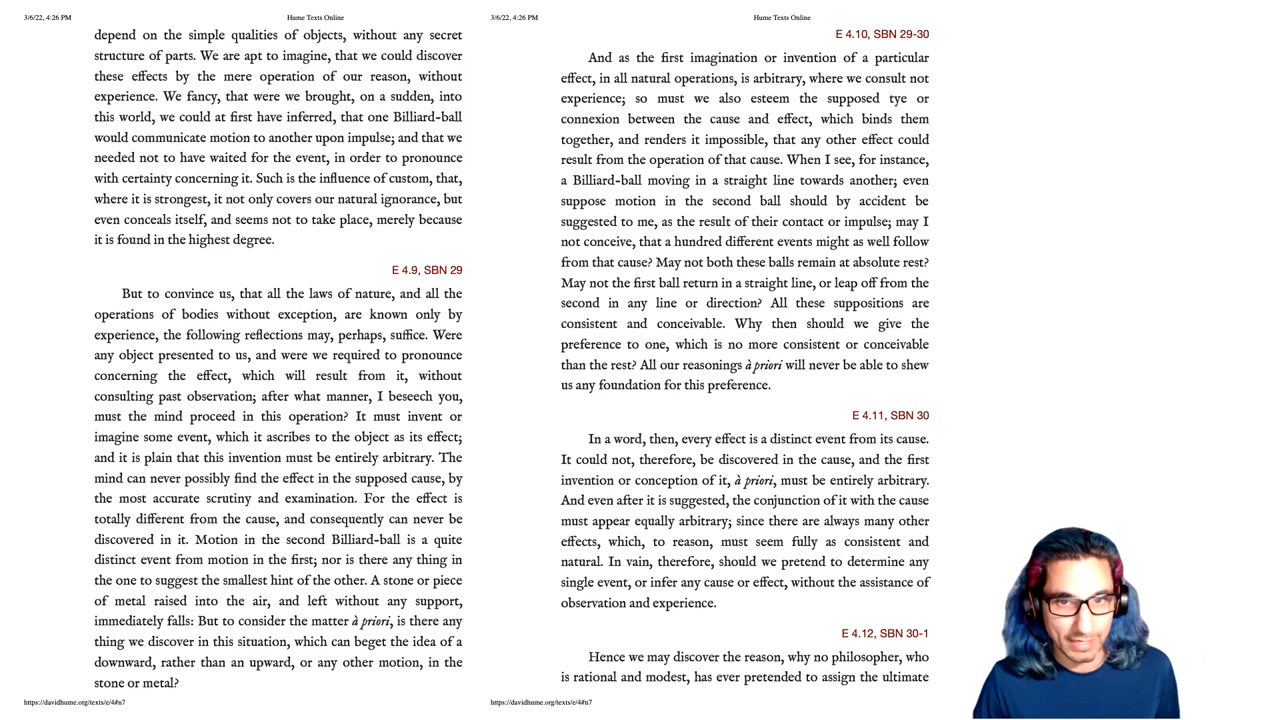 3/6/22, 4:26 PM
Hume Texts Online
depend on the simple qualities of objects, without any secret
structure of parts. We are apt to imagine, that we could discover
these effects by the mere operation of our reason, without
experience. We fancy, that were we brought, on a sudden, into
this world, we could at first have inferred, that one Billiard-ball
would communicate motion to another upon impulse; and that we
needed not to have waited for the event, in order to pronounce
with certainty concerning it. Such is the influence of custom, that,
where it is strongest, it not only covers our natural ignorance, but
even conceals itself, and seems not to take place, merely because
it is found in the highest degree.
E 4.9, SBN 29
But to convince us, that all the laws of nature, and all the
operations of bodies without exception, are known only by
experience, the following reflections may, perhaps, suffice. Were
any object presented to us, and were we required to pronounce
concerning the effect, which will result from it, without
consulting past observation; after what manner, I beseech you,
must the mind proceed in this operation? It must invent or
imagine some event, which it ascribes to the object as its effect;
and it is plain that this invention must be entirely arbitrary. The
mind can never possibly find the effect in the supposed cause, by
the most accurate scrutiny and examination. For the effect is
totally different from the cause, and consequently can never be
discovered in it. Motion in the second Billiard-ball is a quite
distinct event from motion in the first; nor is there any thing in
the one to suggest the smallest hint of the other. A stone or piece
of metal raised into the air, and left without any support,
immediately falls: But to consider the matter à priori, is there any
thing we discover in this situation, which can beget the idea of a
downward, rather than an upward, or any other motion, in the
stone or metal?
https://davidhume.org/texts/e/4#n7
3/6/22, 4:26 PM
Hume Texts Online
E 4.10, SBN 29-30
And as the first imagination or invention of a particular
effect, in all natural operations, is arbitrary, where we consult not
experience; so must we also esteem the supposed tye or
connexion between the cause and effect, which binds them
together, and renders it impossible, that any other effect could
result from the operation of that cause. When I see, for instance,
a Billiard-ball moving in a straight line towards another; even
suppose motion in the second ball should by accident be
suggested to me, as the result of their contact or impulse; may I
not conceive, that a hundred different events might as well follow
from that cause? May not both these balls remain at absolute rest?
May not the first ball return in a straight line, or leap off from the
second in any line or direction? All these suppositions are
consistent and conceivable. Why then should we give the
preference to one, which is no more consistent or conceivable
than the rest? All our reasonings à priori will never be able to shew
us any foundation for this preference.
E 4.11, SBN 30
In a word, then, every effect is a distinct event from its cause.
It could not, therefore, be discovered in the cause, and the first
invention or conception of it, à priori, must be entirely arbitrary.
And even after it is suggested, the conjunction of it with the cause
must appear equally arbitrary; since there are always many other
effects, which, to reason, must seem fully as consistent and
natural. In vain, therefore, should we pretend to determine any
single event, or infer any cause or effect, without the assistance of
observation and experience.
E 4.12, SBN 30-1
Hence we may discover the reason, why no philosopher, who
is rational and modest, has ever pretended to assign the ultimate
https://davidhume.org/texts/e/4#n7